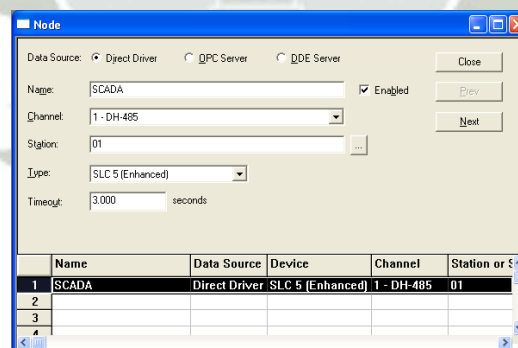 Node
Data Source: Direct Driver OPC Server DDE Server Close
Name: SCADA Enabled Prev
Channel: 1 - DH-485 Next
Station: 01 ...
Type: SLC 5 (Enhanced)
Timeout: 3.000 seconds
Name Data Source Device Channel Station or S
1 SCADA Direct Driver SLC 5 (Enhanced) 1 - DH-485 01
2
3
4